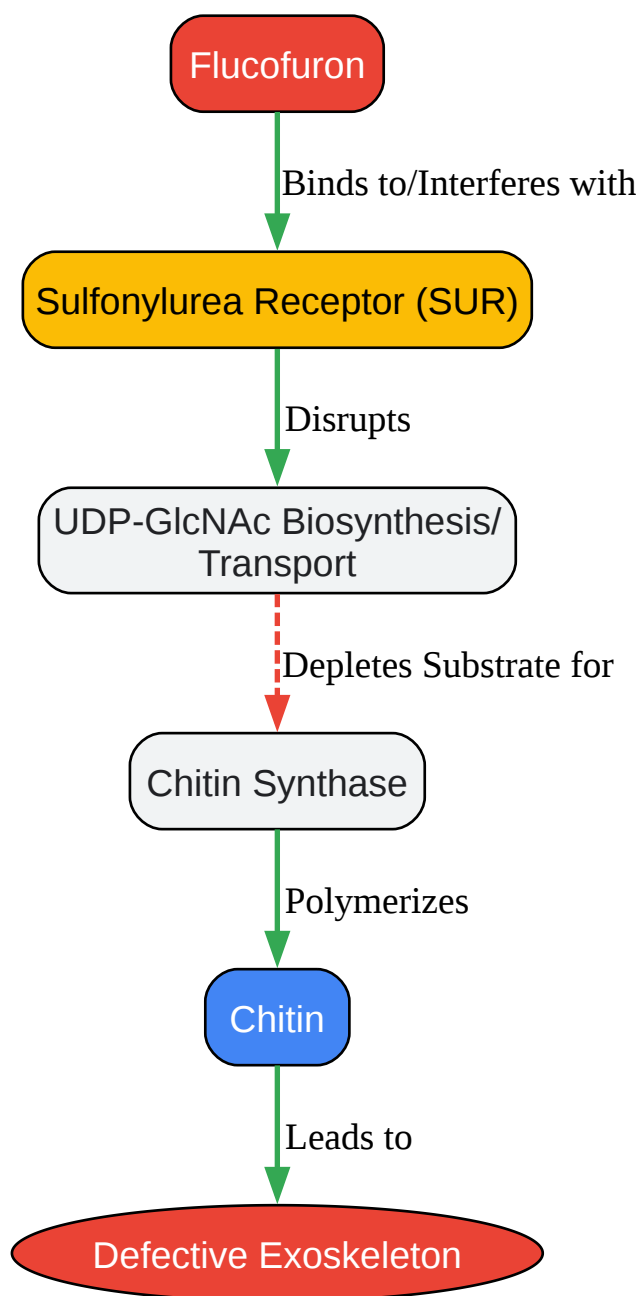 Flucofuron
Binds to/Interferes with
Sulfonylurea Receptor (SUR)
Disrupts
UDP-GlcNAc Biosynthesis/
Transport
Depletes Substrate for
Chitin Synthase
Polymerizes
Chitin
Leads to
Defective Exoskeleton